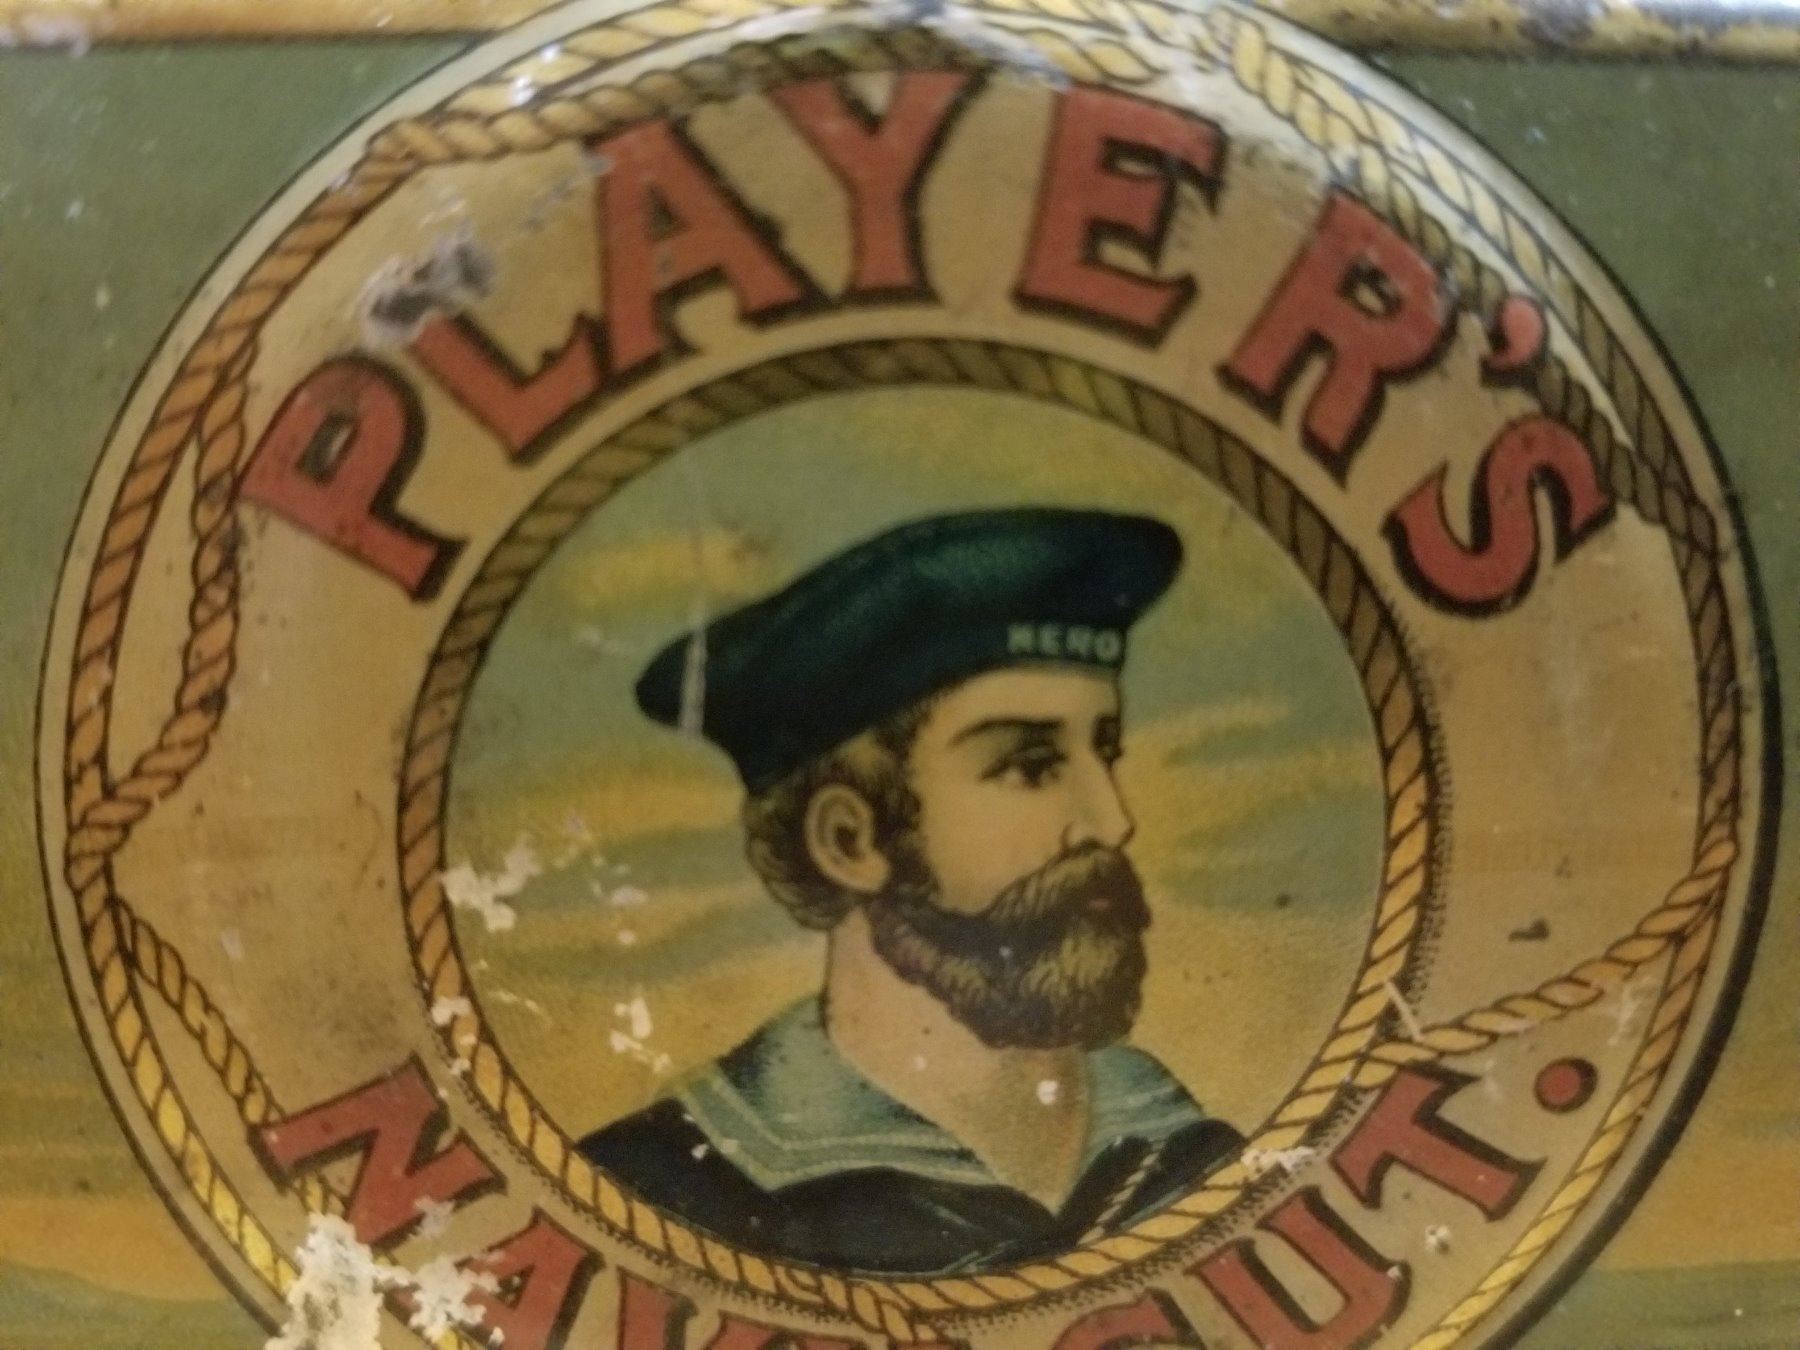 PLAYER'S
HERO
NAVY CUT.